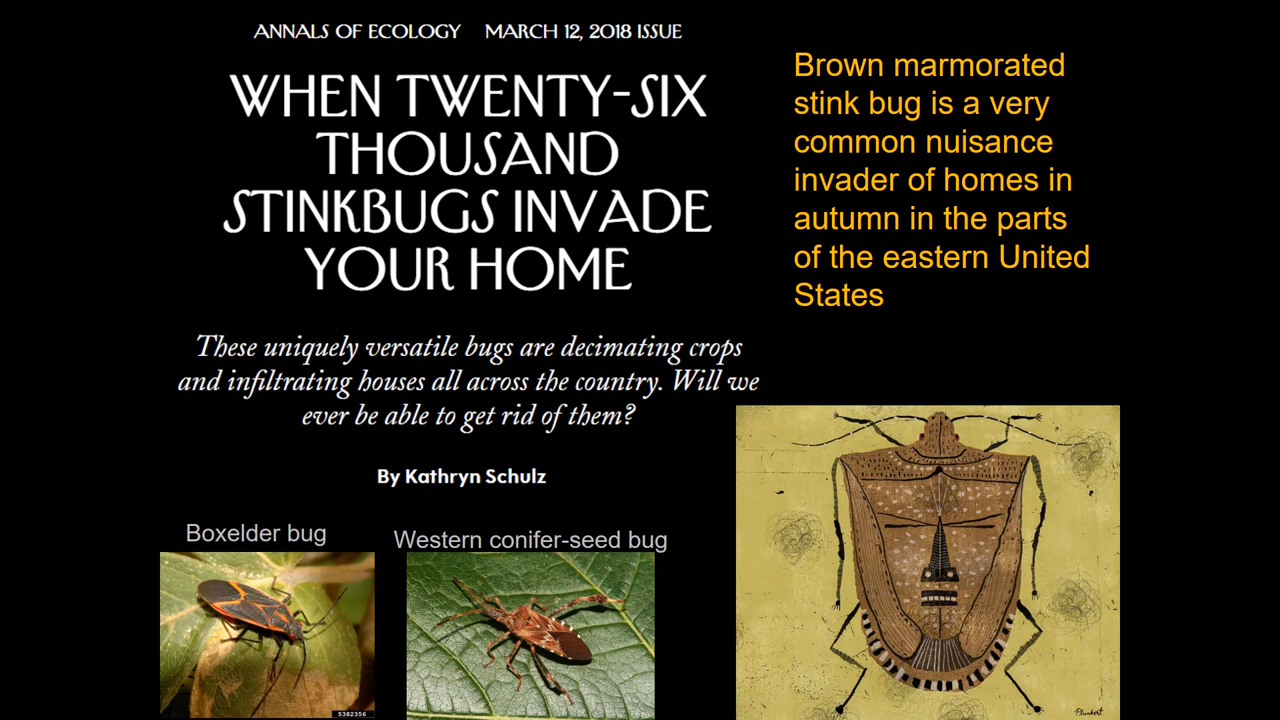 ANNALS OF ECOLOGY MARCH 12, 2018 ISSUE
WHEN TWENTY-SIX
THOUSAND
STINKBUGS INVADE
YOUR HOME
These uniquely versatile bugs are decimating crops
and infiltrating houses all across the country. Will we
ever be able to get rid of them?
By Kathryn Schulz
Brown marmorated
stink bug is a very
common nuisance
invader of homes in
autumn in the parts
of the eastern United
States
Boxelder bug
Western conifer-seed bug
5382356
Plunkert